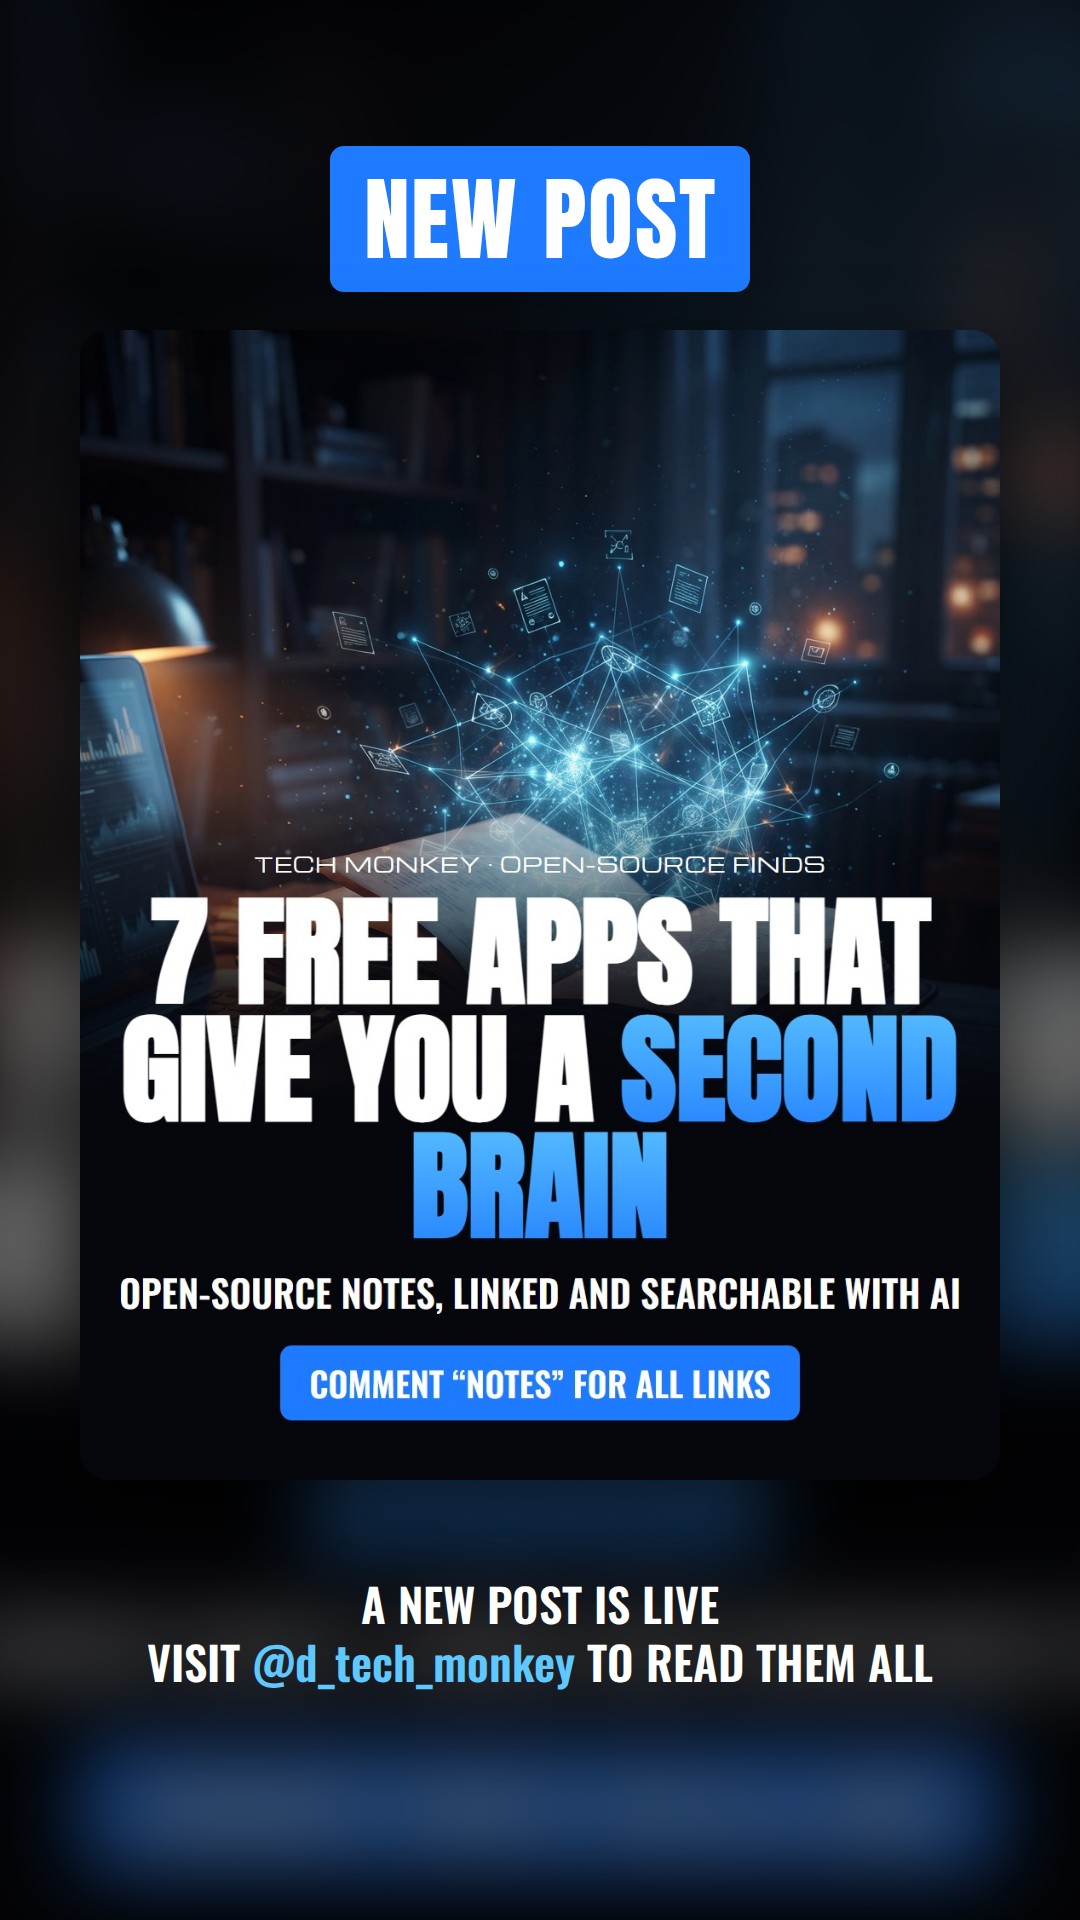 NEW POST
TECH MONKEY · OPEN-SOURCE FINDS
7 FREE APPS THAT
GIVE YOU A SECOND
BRAIN
OPEN-SOURCE NOTES, LINKED AND SEARCHABLE WITH AI
COMMENT “NOTES” FOR ALL LINKS
A NEW POST IS LIVE
VISIT @d_tech_monkey TO READ THEM ALL